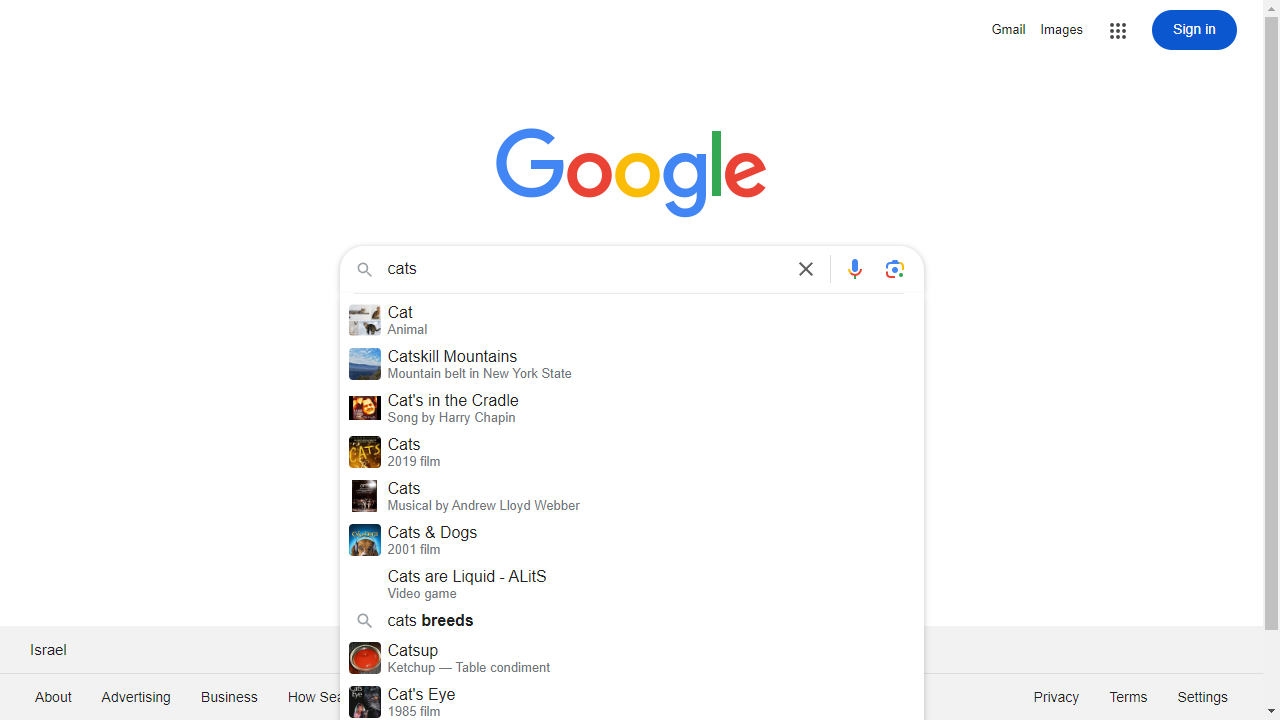 Gmail Images Sign in
Google
cats
Cat
Animal
Catskill Mountains
Mountain belt in New York State
Cat's in the Cradle
Song by Harry Chapin
CATS
Cats
2019 film
Cats
Musical by Andrew Lloyd Webber
Cats & Dogs
2001 film
Cats are Liquid - ALitS
Video game
cats breeds
Catsup
Ketchup — Table condiment
Cat's Eye
1985 film
Israel
About Advertising Business How Sea
Privacy Terms Settings